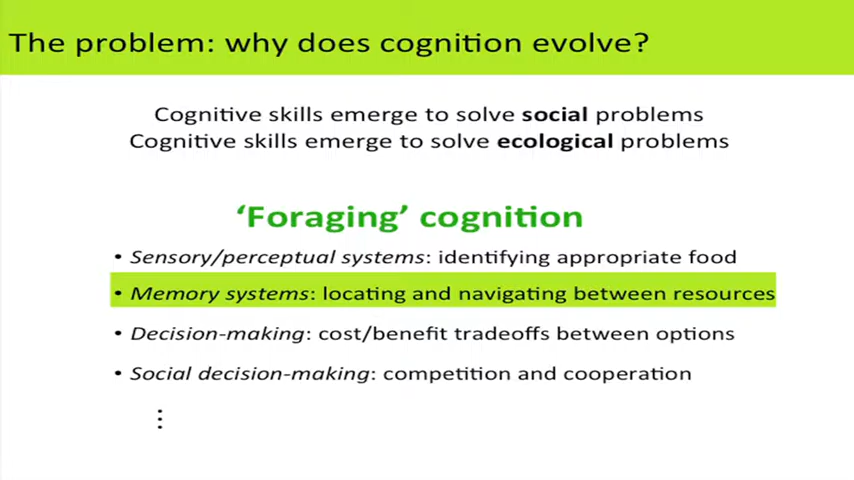 The problem: why does cognition evolve?
Cognitive skills emerge to solve social problems
Cognitive skills emerge to solve ecological problems
‘Foraging’ cognition
• Sensory/perceptual systems: identifying appropriate food
• Memory systems: locating and navigating between resources
• Decision-making: cost/benefit tradeoffs between options
• Social decision-making: competition and cooperation
⋮